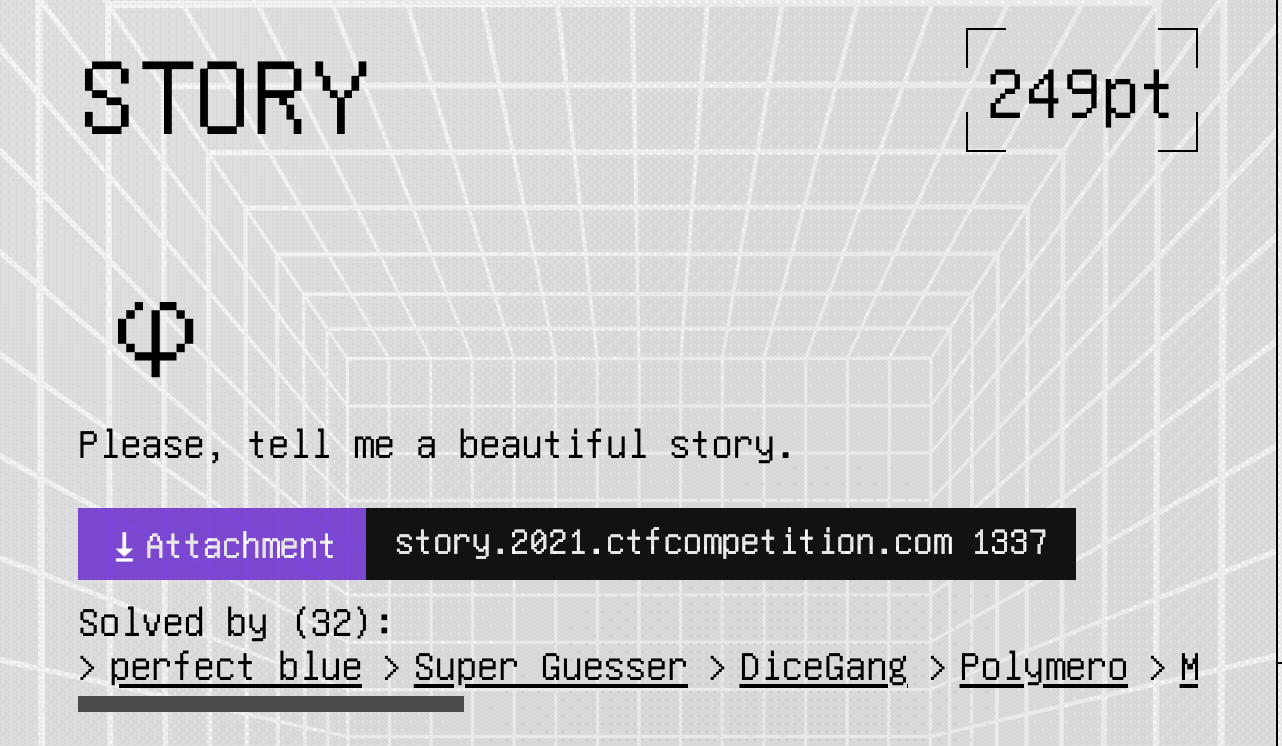 STORY
249pt
φ
Please, tell me a beautiful story.
Attachment
story.2021.ctfcompetition.com 1337
Solved by (32):
> perfect blue > Super Guesser > DiceGang > Polymero > M